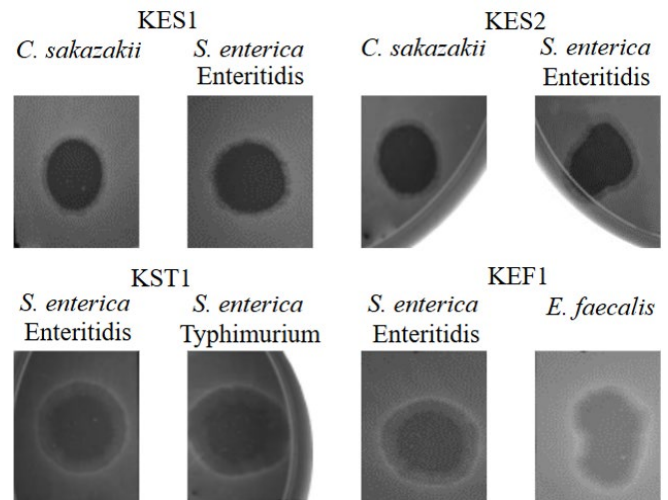 KES1
C. sakazakii
S. enterica
Enteritidis
KES2
C. sakazakii
S. enterica
Enteritidis
KST1
S. enterica
Enteritidis
S. enterica
Typhimurium
KEF1
S. enterica
Enteritidis
E. faecalis